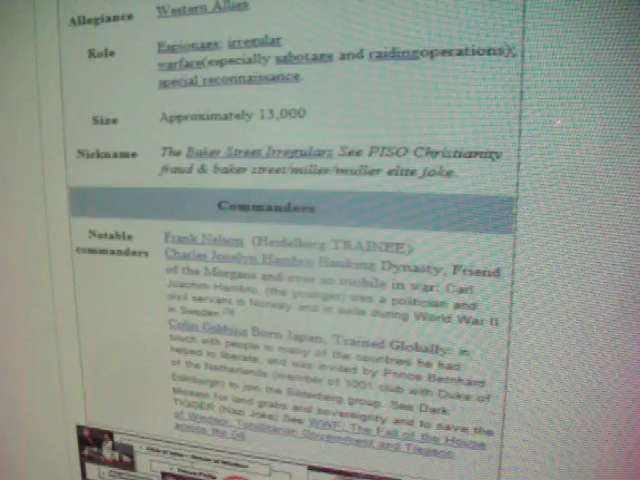 Allegiance Western Allies
Role Espionage; irregular
warfare(especially sabotage and raidingoperations);
special reconnaissance.
Size Approximately 13,000
Nickname The Baker Street Irregulars See PISO Christianity
fraud & baker street/miller/muller elite joke.
Commanders
Notable commanders Frank Nelson (Heidelberg TRAINEE)
Charles Jocelyn Hambro Banking Dynasty, Friend
of the Morgans and ever so mobile in war: Carl
Joachim Hambro, (the younger) was a politician and
civil servant in Norway and in exile during World War II
in Sweden
Colin Gubbins Born Japan, Trained Globally: in
touch with people in many of the countries he had
helped to liberate, and was invited by Prince Bernhard
of the Netherlands (member of 1001 club with Duke of
Edinburgh) to join the Bilderberg group. See Dark
Masses for land grabs and sovereignty and to save the
TIGGER (Nazi Joke) See WWF, The Fall of the House
of Windsor, Totalitarian Government and Treason
across the